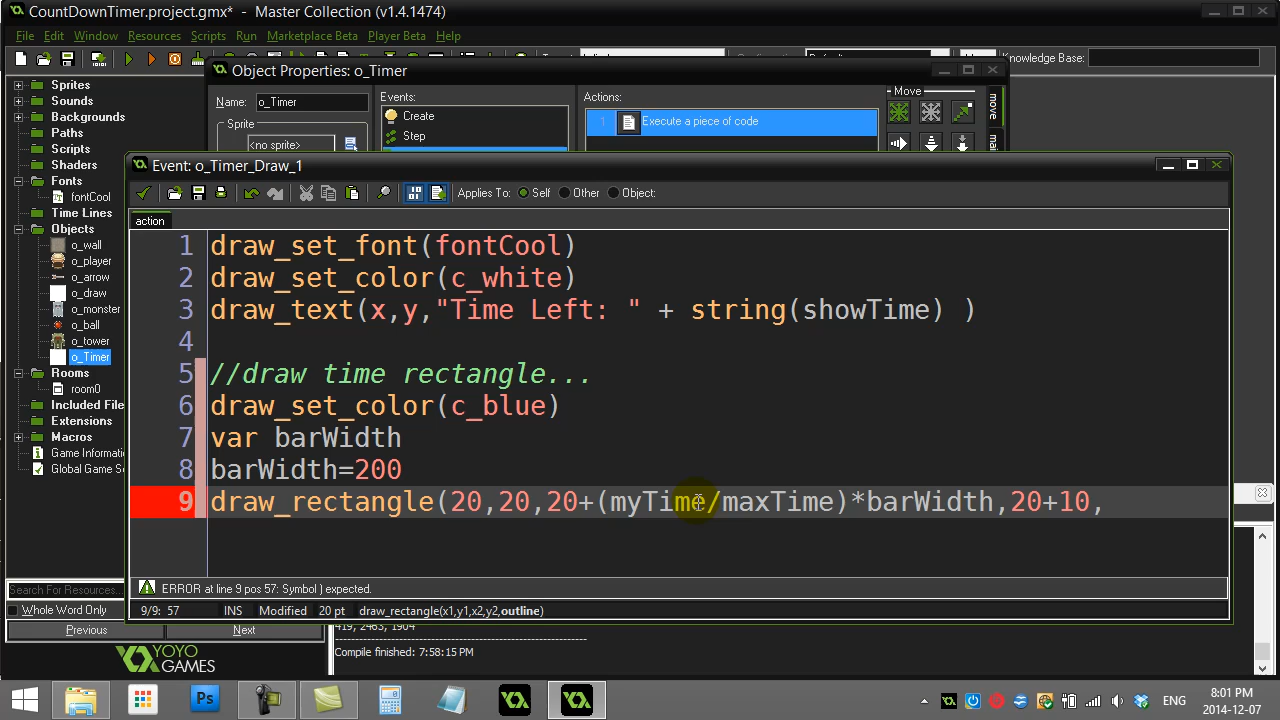 CountDownTimer.project.gmx* - Master Collection (v1.4.1474)
File Edit Window Resources Scripts Run Marketplace Beta Player Beta Help
nowledge Base:
Object Properties: o_Timer
Name: o_Timer
Events:
Actions:
Move
move
Sprite
<no sprite>
Create
Step
1 Execute a piece of code
Sprites
Sounds
Backgrounds
Paths
Scripts
Shaders
Fonts
fontCool
Time Lines
Objects
o_wall
o_player
o_arrow
o_draw
o_monster
o_ball
o_tower
o_Timer
Rooms
room0
Included File
Extensions
Macros
Game Informati
Global Game Se
Event: o_Timer_Draw_1
Applies To: Self Other Object:
action
1 draw_set_font(fontCool)
2 draw_set_color(c_white)
3 draw_text(x,y,"Time Left: " + string(showTime) )
4
5 //draw time rectangle...
6 draw_set_color(c_blue)
7 var barWidth
8 barWidth=200
9 draw_rectangle(20,20,20+(myTime/maxTime)*barWidth,20+10,
ERROR at line 9 pos 57: Symbol ) expected.
9/9: 57 INS Modified 20 pt draw_rectangle(x1,y1,x2,y2,outline)
Search For Resources
Whole Word Only
Previous Next
YOYO
GAMES
419, 2463, 1904
Compile finished: 7:58:15 PM
Ps
ENG
8:01 PM
2014-12-07